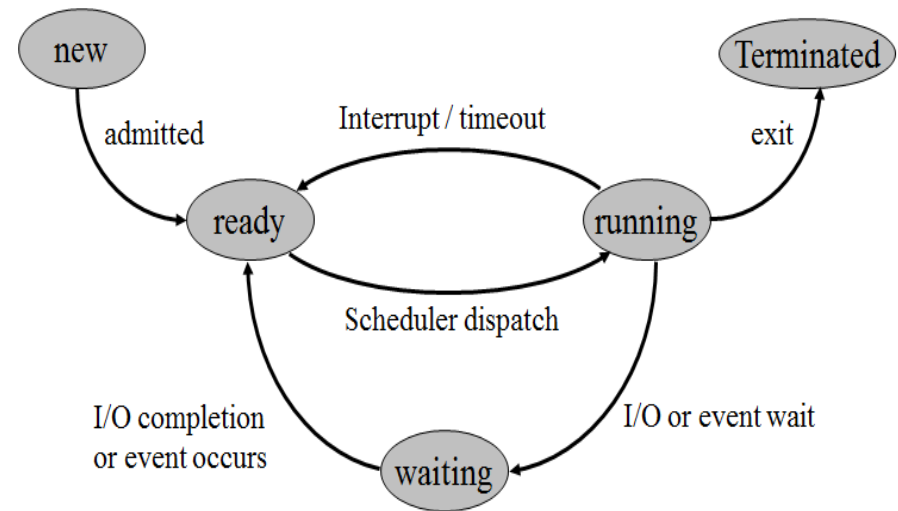 new
Terminated
Interrupt / timeout
admitted
exit
ready
running
Scheduler dispatch
I/O completion
or event occurs
I/O or event wait
waiting